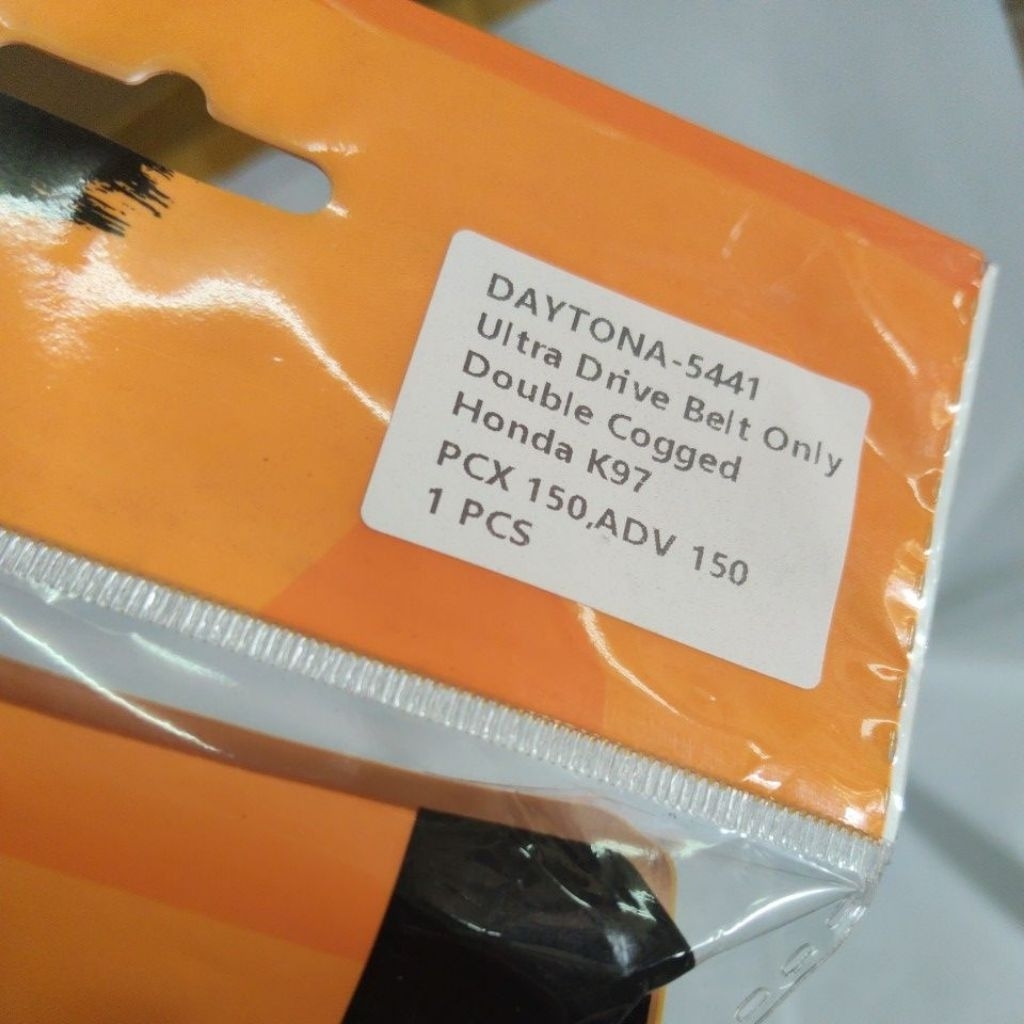 DAYTONA-5441
Ultra Drive Belt Only
Double Cogged
Honda K97
PCX 150,ADV 150
1 PCS